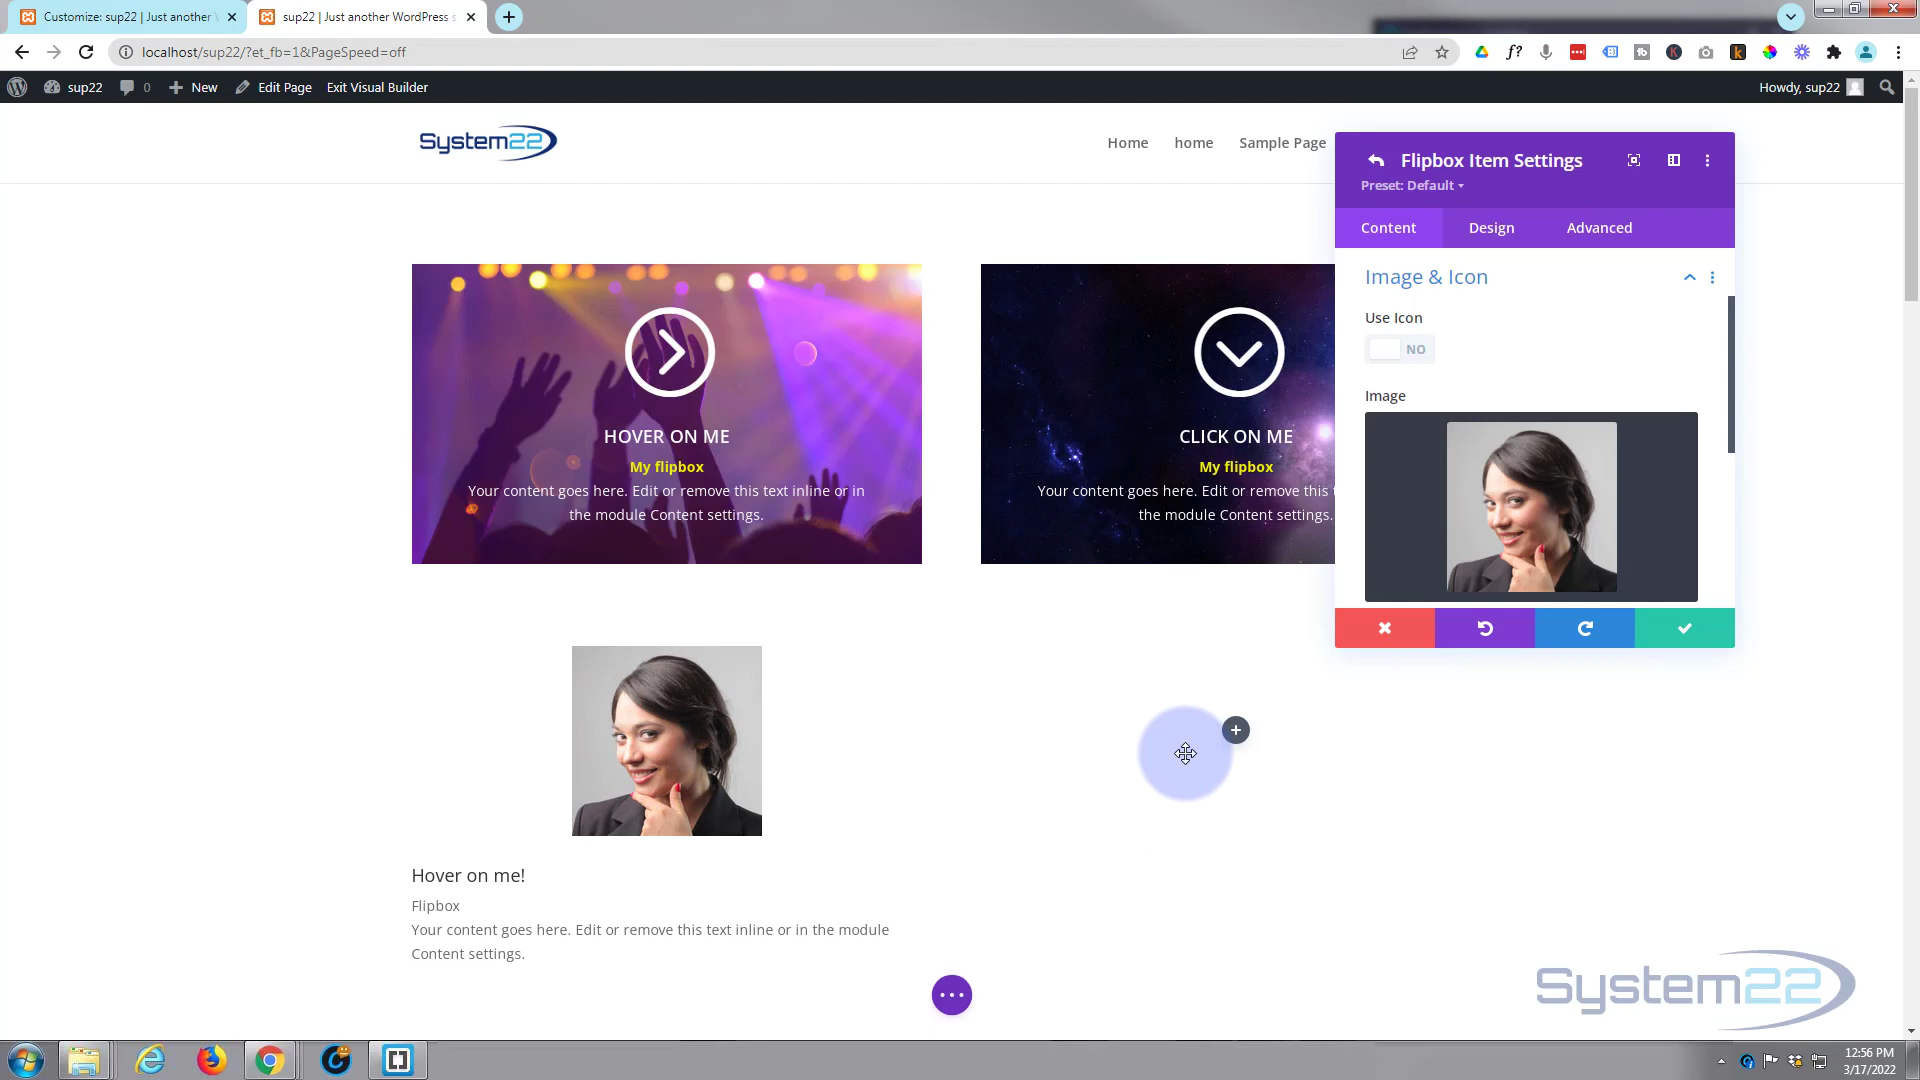 Customize: sup22 | Just another W
sup22 | Just another WordPress s
localhost/sup22/?et_fb=1&PageSpeed=off
sup22
0
New
Edit Page
Exit Visual Builder
Howdy, sup22
System22
Home
home
Sample Page
Flipbox Item Settings
Preset: Default
Content
Design
Advanced
Image & Icon
Use Icon
NO
Image
HOVER ON ME
My flipbox
Your content goes here. Edit or remove this text inline or in
the module Content settings.
CLICK ON ME
My flipbox
Your content goes here. Edit or remove this t
the module Content settings.
Hover on me!
Flipbox
Your content goes here. Edit or remove this text inline or in the module
Content settings.
System22
12:56 PM
3/17/2022